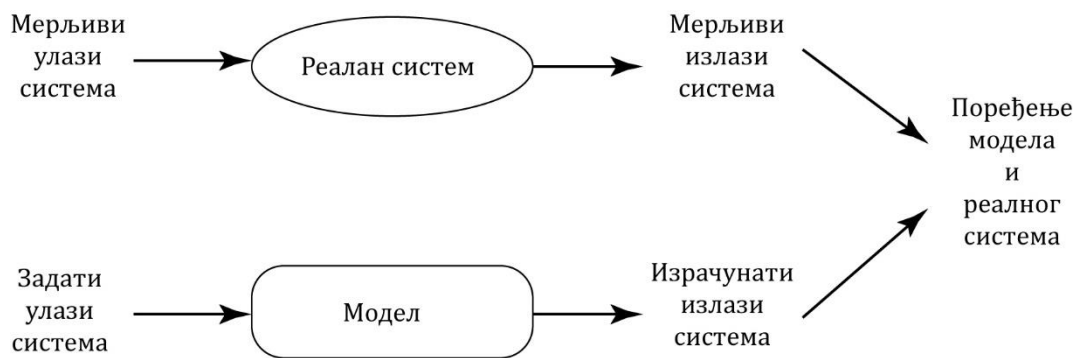 Мерљиви
улази
система
Реалан систем
Мерљиви
излази
система
Поређење
модела
и
реалног
система
Задати
улази
система
Модел
Израчунати
излази
система